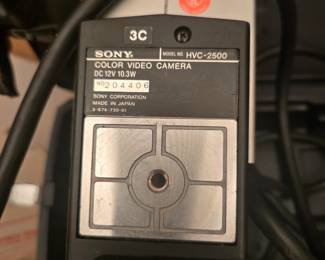 3C
SONY® MODEL NO. HVC-2500
COLOR VIDEO CAMERA
DC 12V 10.3W
NO 204406
SONY CORPORATION
MADE IN JAPAN